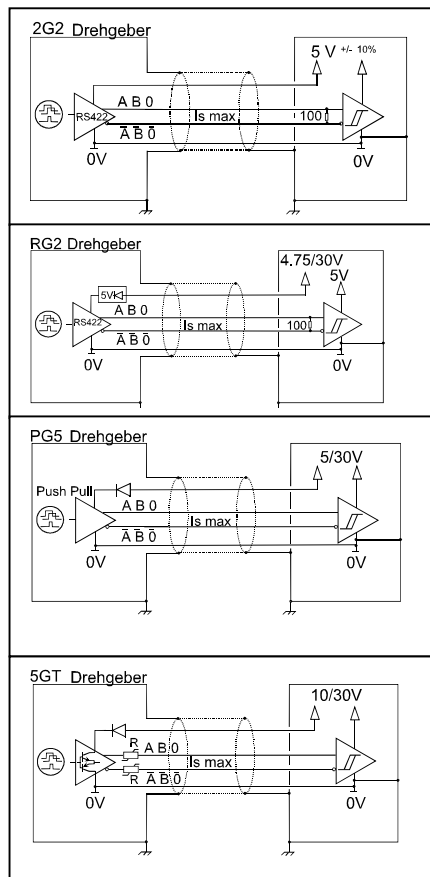 2G2 Drehgeber
5 V +/- 10%
A B 0
RS422
Is max
100
A̅ B̅ 0̅
0V
0V
RG2 Drehgeber
4.75/30V
5V
5V
A B 0
RS422
Is max
100
A̅ B̅ 0̅
0V
0V
PG5 Drehgeber
5/30V
Push Pull
A B 0
Is max
A̅ B̅ 0̅
0V
0V
5GT Drehgeber
10/30V
R
A B 0
Is max
R
A̅ B̅ 0̅
0V
0V